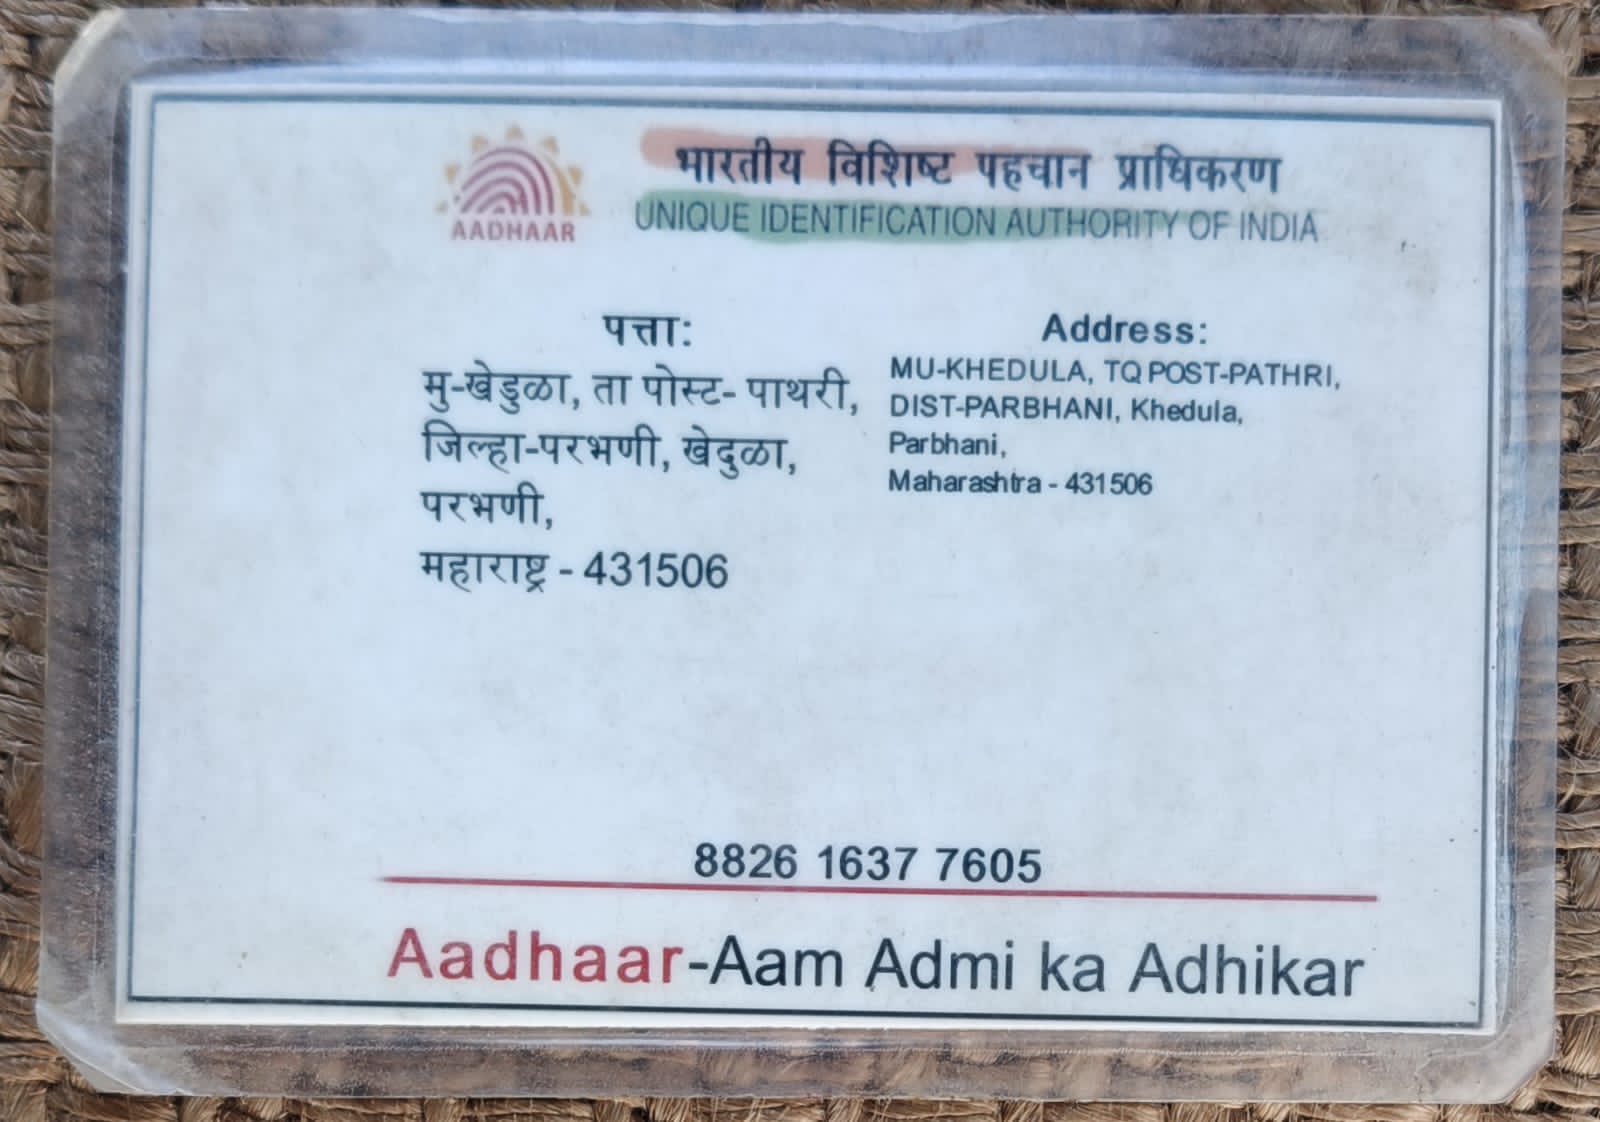 AADHAAR
भारतीय विशिष्ट पहचान प्राधिकरण
UNIQUE IDENTIFICATION AUTHORITY OF INDIA
पत्ता:
मु-खेडुळा, ता पोस्ट- पाथरी,
जिल्हा-परभणी, खेदुळा,
परभणी,
महाराष्ट्र - 431506
Address:
MU-KHEDULA, TQ POST-PATHRI,
DIST-PARBHANI, Khedula,
Parbhani,
Maharashtra - 431506
8826 1637 7605
Aadhaar-Aam Admi ka Adhikar